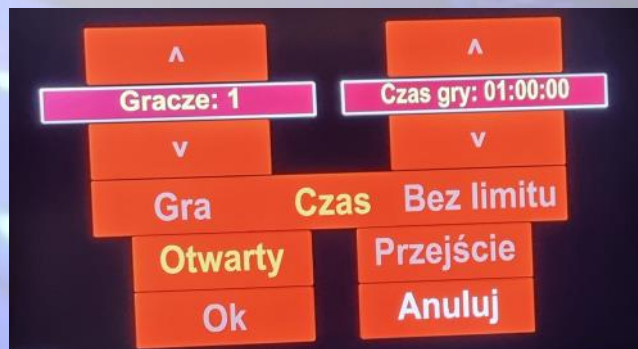 Gracze: 1
Czas gry: 01:00:00
Gra Czas Bez limitu
Otwarty Przejście
Ok Anuluj